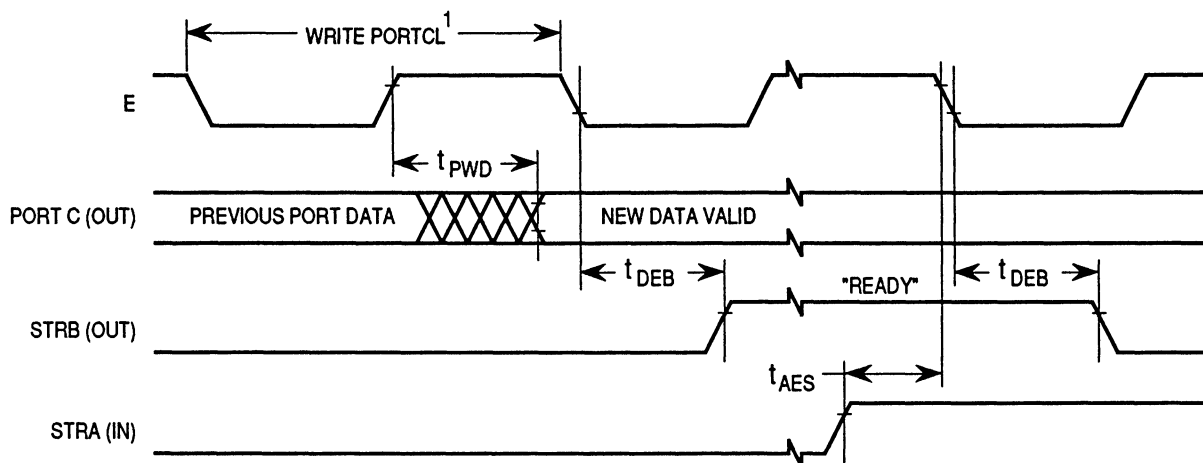 WRITE PORTCL1
E
tPWD
PORT C (OUT)
PREVIOUS PORT DATA
NEW DATA VALID
tDEB
"READY"
tDEB
STRB (OUT)
tAES
STRA (IN)